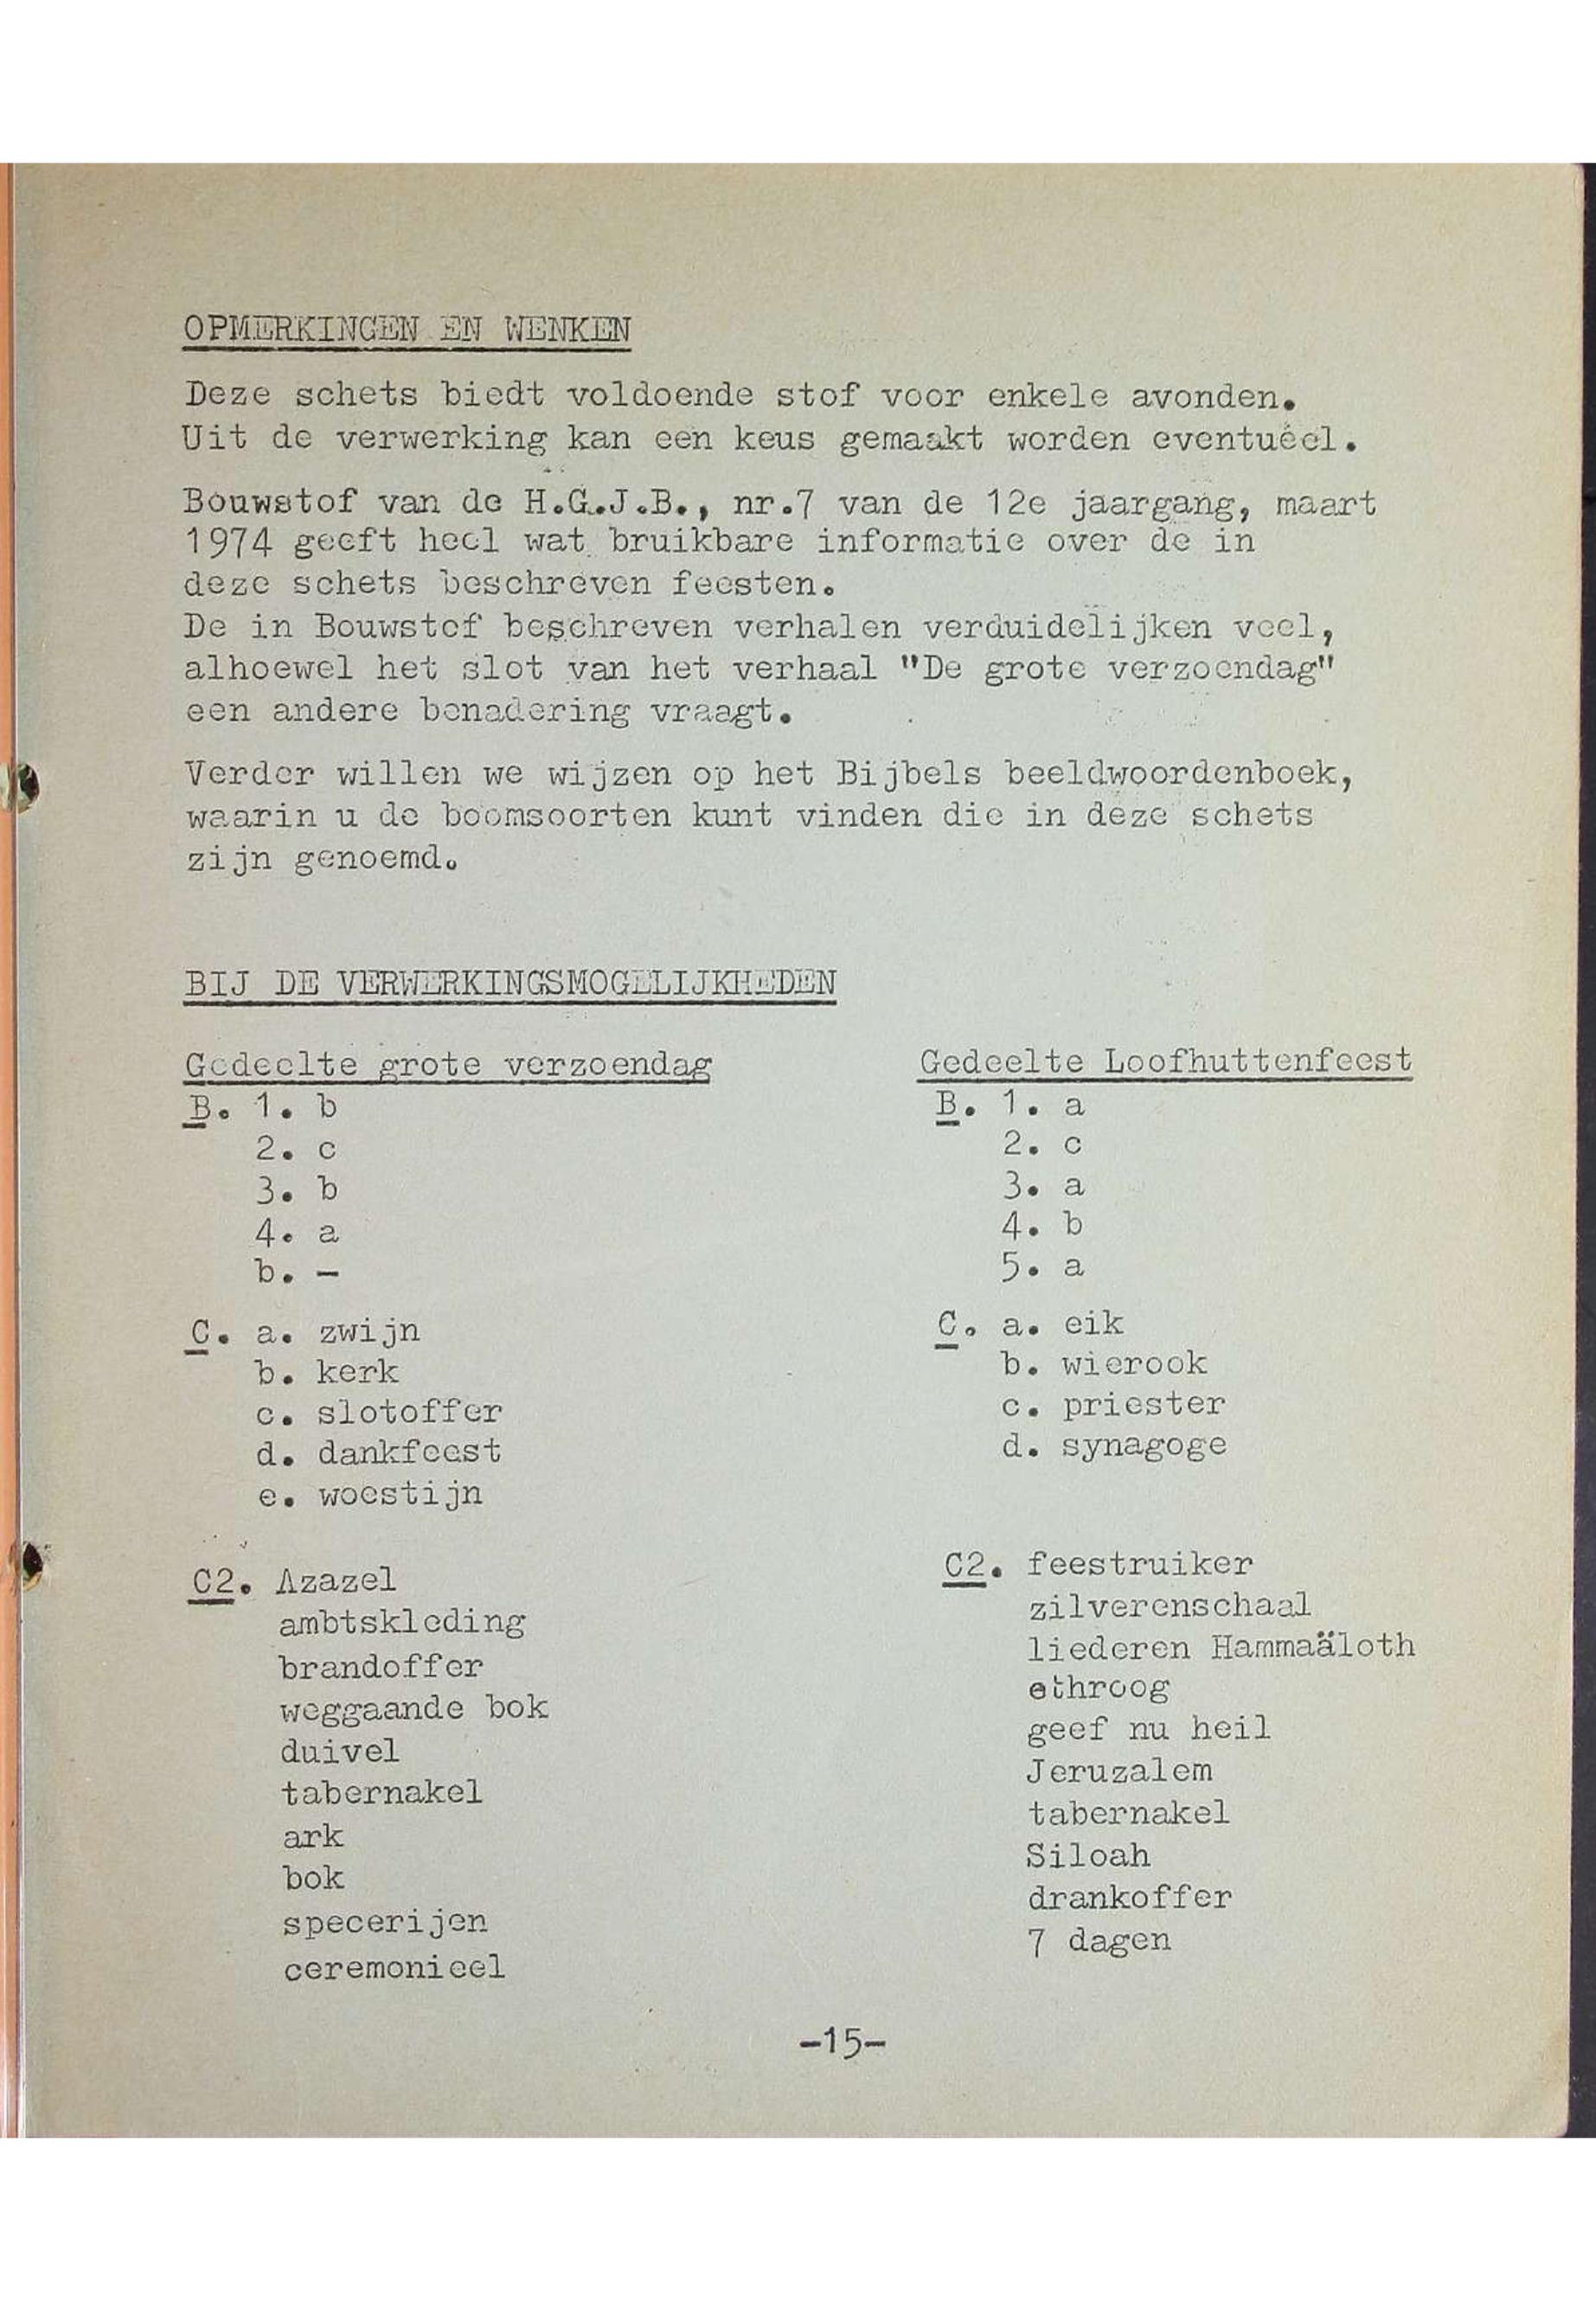 OPMERKINGEN EN WENKEN
Deze schets biedt voldoende stof voor enkele avonden.
Uit de verwerking kan een keus gemaakt worden eventuéel.
Bouwstof van de H.G.J.B., nr.7 van de 12e jaargang, maart
1974 geeft heel wat bruikbare informatie over de in
deze schets beschreven feesten.
De in Bouwstof beschreven verhalen verduidelijken veel,
alhoewel het slot van het verhaal "De grote verzoendag"
een andere benadering vraagt.
Verder willen we wijzen op het Bijbels beeldwoordenboek,
waarin u de boomsoorten kunt vinden die in deze schets
zijn genoemd.
BIJ DE VERWERKINGSMOGELIJKHEDEN
Gedeelte grote verzoendag
B. 1. b
2. c
3. b
4. a
b. -
C. a. zwijn
b. kerk
c. slotoffer
d. dankfeest
e. woestijn
C2. Azazel
ambtskleding
brandoffer
weggaande bok
duivel
tabernakel
ark
bok
specerijen
ceremonieel
Gedeelte Loofhuttenfeest
B. 1. a
2. c
3. a
4. b
5. a
C. a. eik
b. wierook
c. priester
d. synagoge
C2. feestruiker
zilverenschaal
liederen Hammaäloth
ethroog
geef nu heil
Jeruzalem
tabernakel
Siloah
drankoffer
7 dagen
-15-